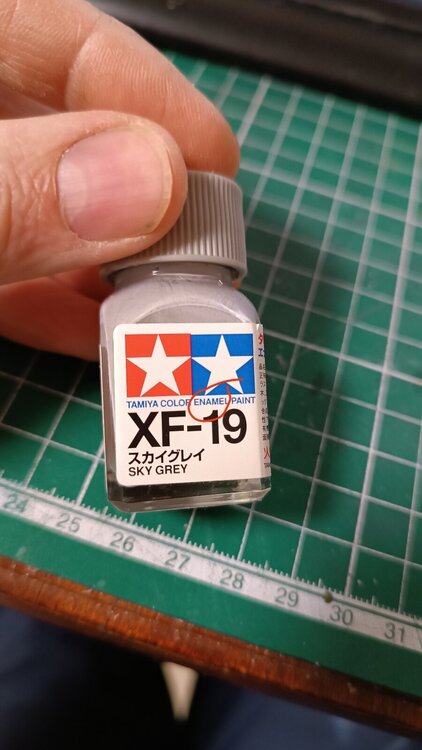 TAMIYA COLOR ENAMEL PAINT
XF-19
スカイグレイ
SKY GREY
24 25 26 27 28 29 30 31